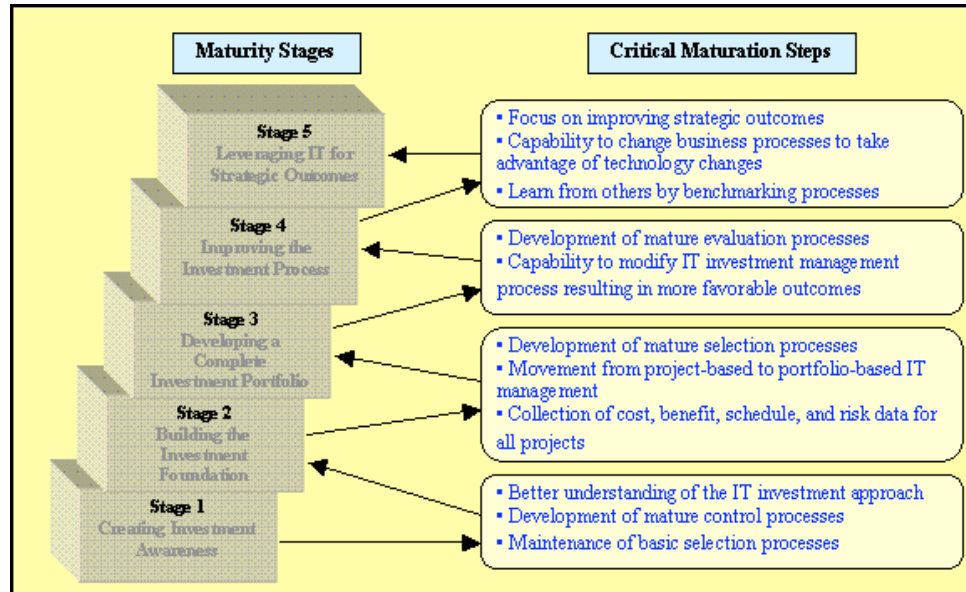 Maturity Stages
Critical Maturation Steps
Stage 5
Leveraging IT for
Strategic Outcomes
▪ Focus on improving strategic outcomes
▪ Capability to change business processes to take
advantage of technology changes
▪ Learn from others by benchmarking processes
Stage 4
Improving the
Investment Process
▪ Development of mature evaluation processes
▪ Capability to modify IT investment management
process resulting in more favorable outcomes
Stage 3
Developing a
Complete
Investment Portfolio
▪ Development of mature selection processes
▪ Movement from project-based to portfolio-based IT
management
▪ Collection of cost, benefit, schedule, and risk data for
all projects
Stage 2
Building the
Investment
Foundation
▪ Better understanding of the IT investment approach
▪ Development of mature control processes
▪ Maintenance of basic selection processes
Stage 1
Creating Investment
Awareness